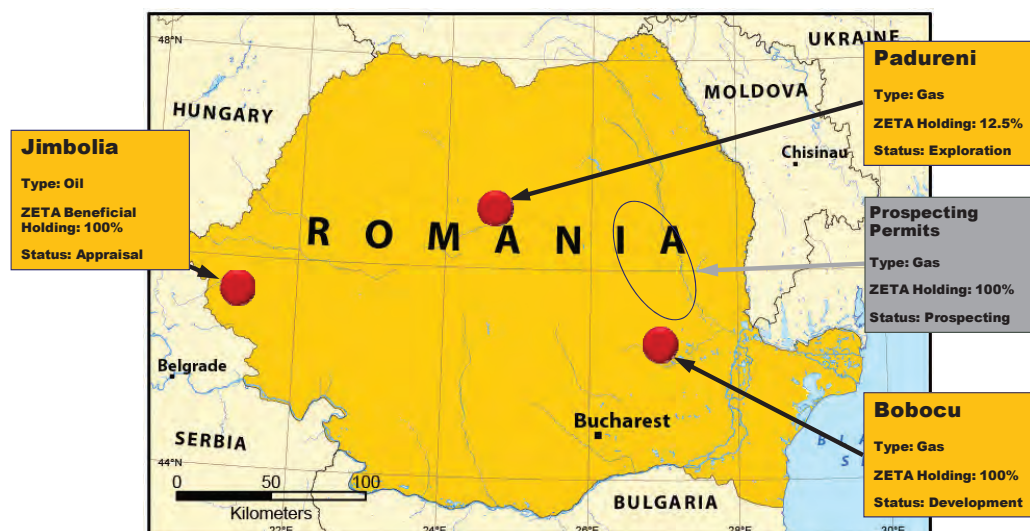 48°N
UKRAINE
HUNGARY
MOLDOVA
Chisinau
Padureni
Type: Gas
ZETA Holding: 12.5%
Status: Exploration
Jimbolia
Type: Oil
ZETA Beneficial
Holding: 100%
Status: Appraisal
ROMANIA
Prospecting
Permits
Type: Gas
ZETA Holding: 100%
Status: Prospecting
Belgrade
SERBIA
Bucharest
44°N
0 50 100
Kilometers
BULGARIA
Bobocu
Type: Gas
ZETA Holding: 100%
Status: Development
22°E
24°E
26°E
28°E
30°E